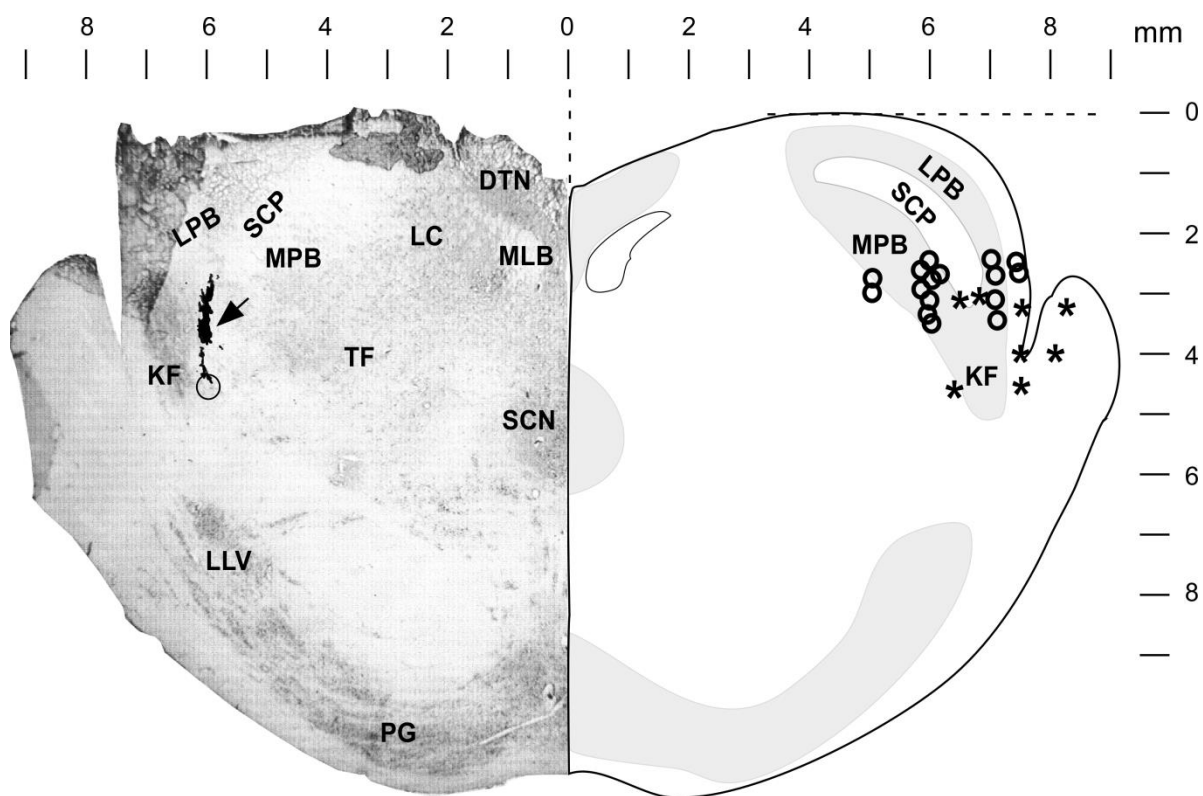 8 6 4 2 0 2 4 6 8 mm
0
DTN
LPB SCP LC MLB
MPB
TF
KF
SCN
LLV
PG
LPB
SCP
MPB
KF
2
4
6
8